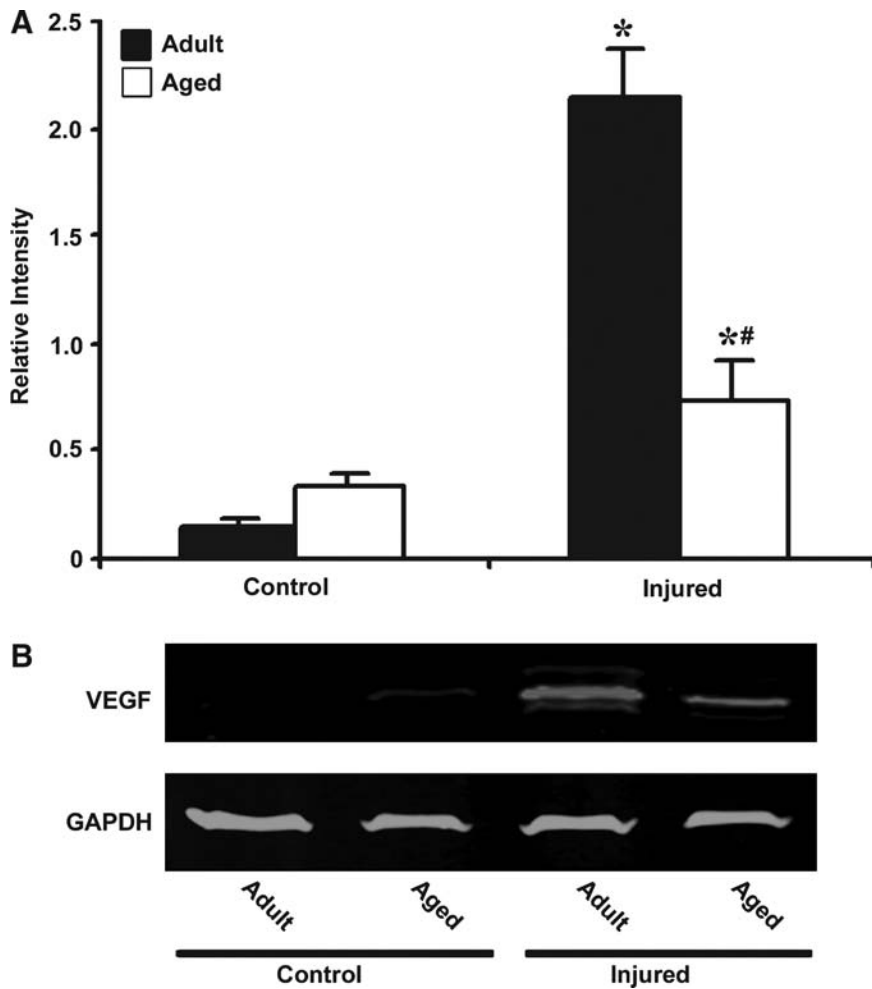 A
2.5
Adult
Aged
*
2.0
1.5
Relative Intensity
1.0
*#
0.5
0
Control Injured
B
VEGF
GAPDH
Adult Aged Adult Aged
Control Injured